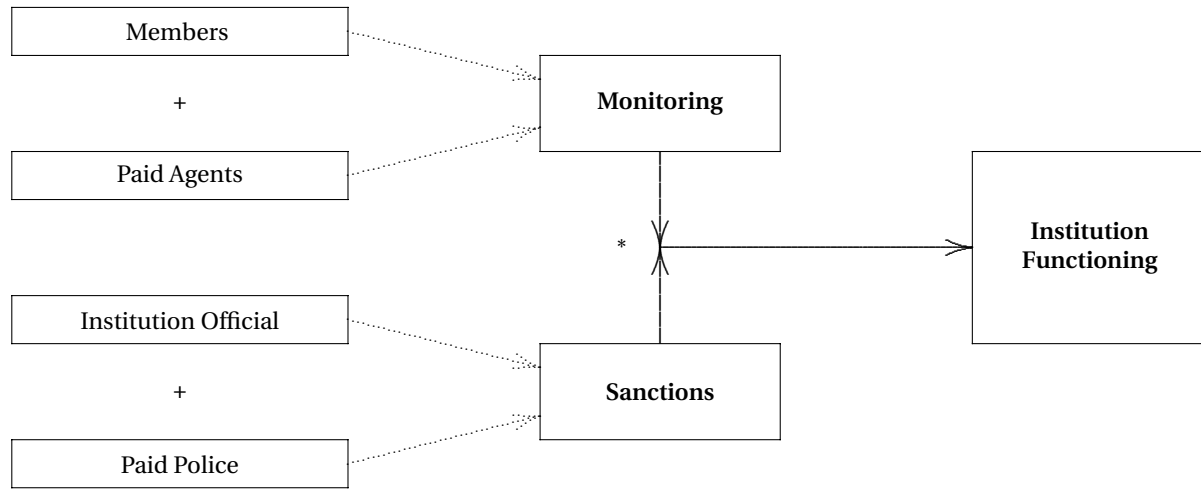 Members
+
Paid Agents
Monitoring
*
Institution
Functioning
Institution Official
+
Paid Police
Sanctions